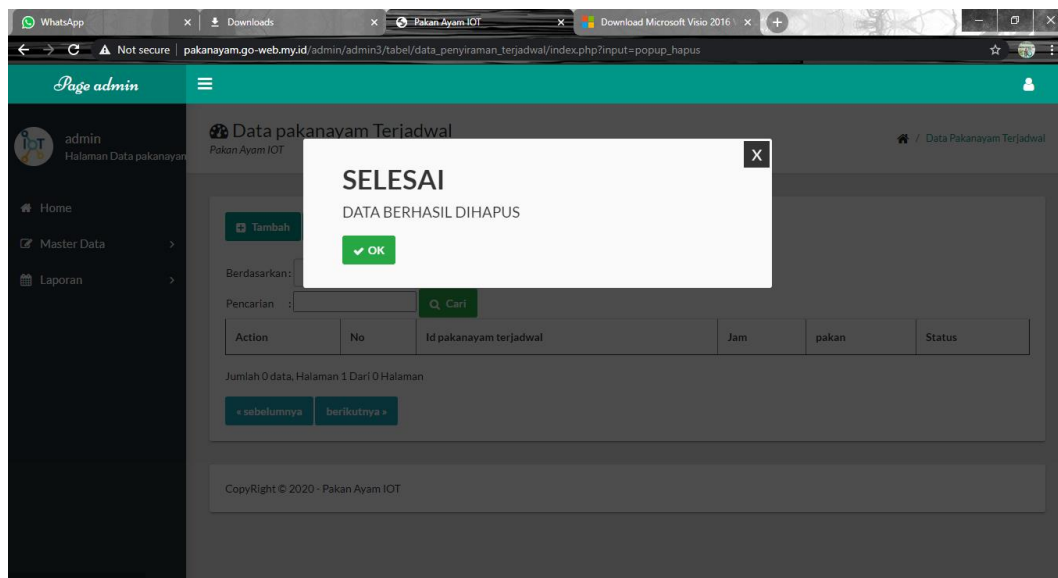 WhatsApp
Downloads
Pakan Ayam IOT
Download Microsoft Visio 2016
Not secure | pakanayam.go-web.my.id/admin/admin3/tabel/data_penyiraman_terjadwal/index.php?input=popup_hapus
Page admin
IOT
admin
Halaman Data pakanayan
Data pakanayam Terjadwal
Pakan Ayam IOT
/ Data Pakanayam Terjadwal
X
SELESAI
DATA BERHASIL DIHAPUS
OK
Home
Master Data
Laporan
Tambah
Berdasarkan :
Pencarian :
Cari
Action No Id pakanayam terjadwal Jam pakan Status
Jumlah 0 data, Halaman 1 Dari 0 Halaman
« sebelumnya berikutnya »
CopyRight © 2020 - Pakan Ayam IOT